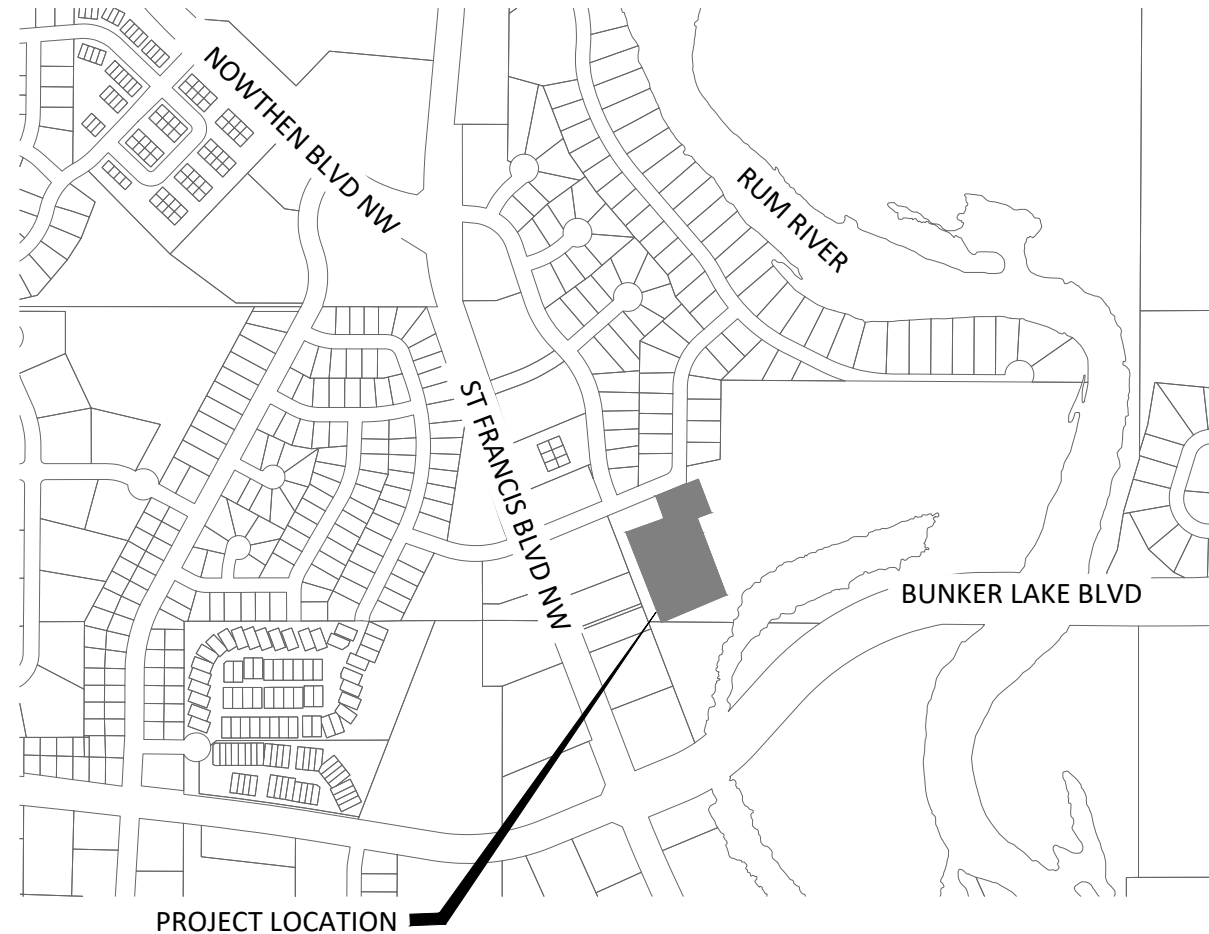 NOWTHEN BLVD NW
RUM RIVER
ST FRANCIS BLVD NW
BUNKER LAKE BLVD
PROJECT LOCATION